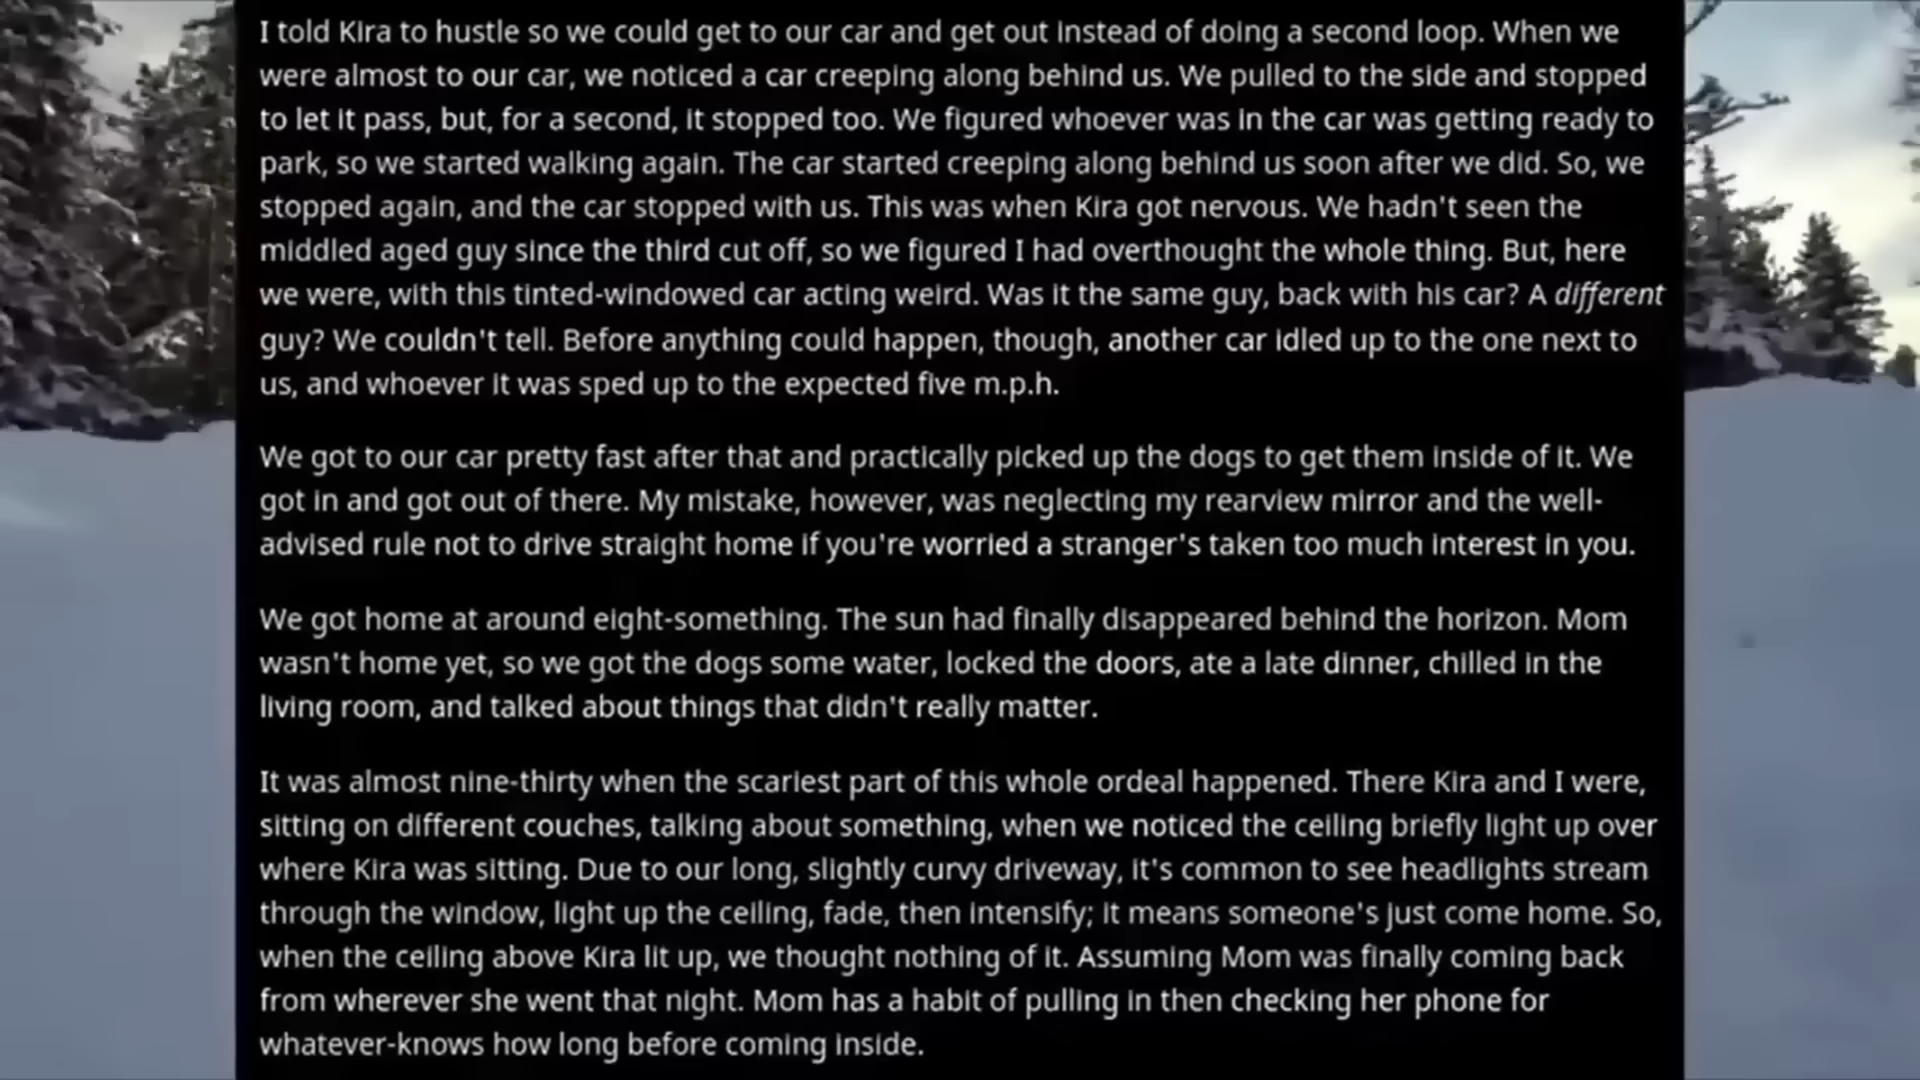 I told Kira to hustle so we could get to our car and get out instead of doing a second loop. When we
were almost to our car, we noticed a car creeping along behind us. We pulled to the side and stopped
to let it pass, but, for a second, it stopped too. We figured whoever was in the car was getting ready to
park, so we started walking again. The car started creeping along behind us soon after we did. So, we
stopped again, and the car stopped with us. This was when Kira got nervous. We hadn't seen the
middled aged guy since the third cut off, so we figured I had overthought the whole thing. But, here
we were, with this tinted-windowed car acting weird. Was it the same guy, back with his car? A different
guy? We couldn't tell. Before anything could happen, though, another car idled up to the one next to
us, and whoever it was sped up to the expected five m.p.h.
We got to our car pretty fast after that and practically picked up the dogs to get them inside of it. We
got in and got out of there. My mistake, however, was neglecting my rearview mirror and the well-
advised rule not to drive straight home if you're worried a stranger's taken too much interest in you.
We got home at around eight-something. The sun had finally disappeared behind the horizon. Mom
wasn't home yet, so we got the dogs some water, locked the doors, ate a late dinner, chilled in the
living room, and talked about things that didn't really matter.
It was almost nine-thirty when the scariest part of this whole ordeal happened. There Kira and I were,
sitting on different couches, talking about something, when we noticed the ceiling briefly light up over
where Kira was sitting. Due to our long, slightly curvy driveway, it's common to see headlights stream
through the window, light up the ceiling, fade, then intensify; it means someone's just come home. So,
when the ceiling above Kira lit up, we thought nothing of it. Assuming Mom was finally coming back
from wherever she went that night. Mom has a habit of pulling in then checking her phone for
whatever-knows how long before coming inside.